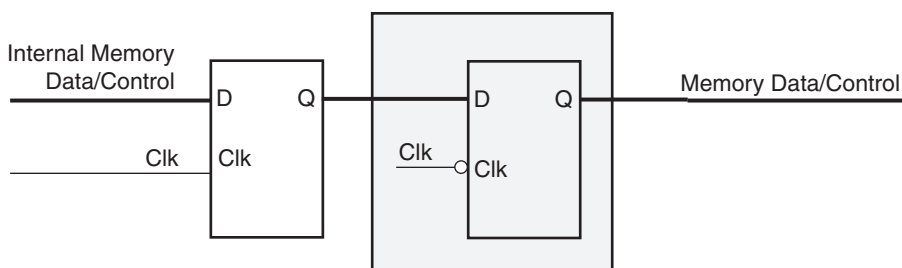 Internal Memory
Data/Control
D Q
Clk Clk
D Q
Clk
Clk
Memory Data/Control